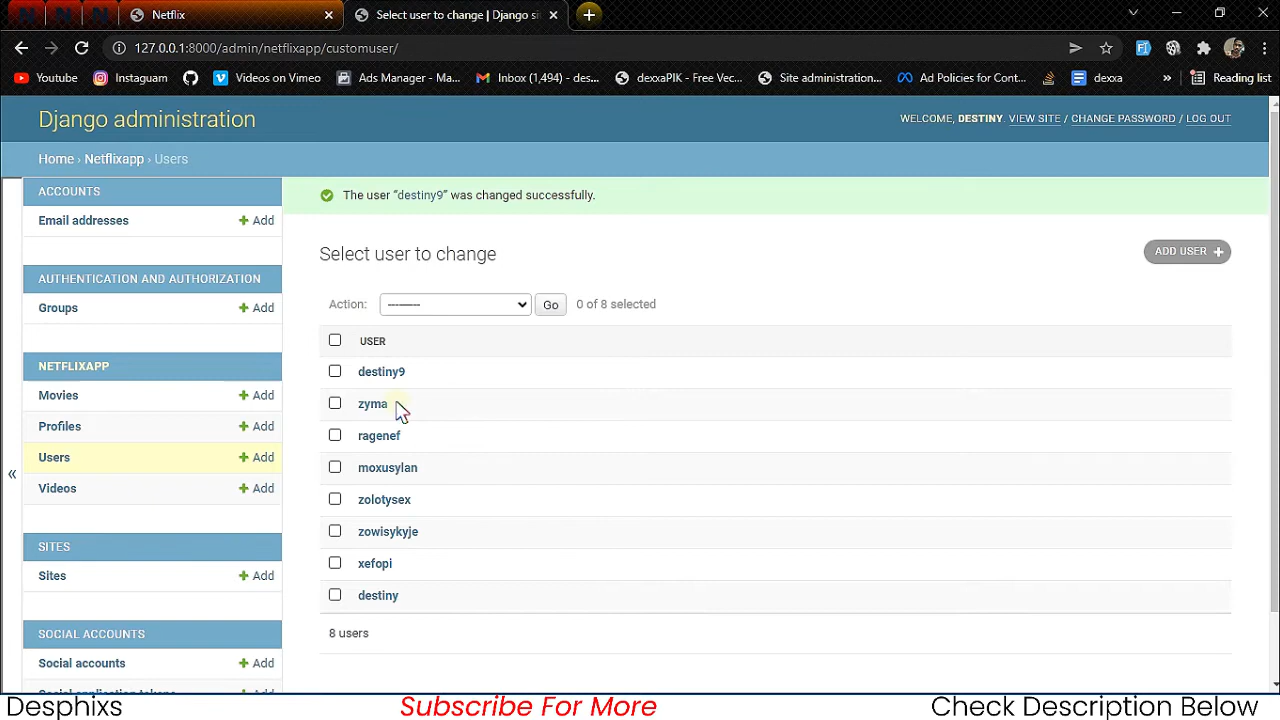 Netflix
Select user to change | Django si
127.0.0.1:8000/admin/netflixapp/customuser/
Youtube
Instaguam
Videos on Vimeo
Ads Manager - Ma...
Inbox (1,494) - des...
dexxaPIK - Free Vec...
Site administration...
Ad Policies for Cont...
dexxa
»
Reading list
Django administration
WELCOME, DESTINY. VIEW SITE / CHANGE PASSWORD / LOG OUT
Home › Netflixapp › Users
ACCOUNTS
Email addresses + Add
AUTHENTICATION AND AUTHORIZATION
Groups + Add
NETFLIXAPP
Movies + Add
Profiles + Add
Users + Add
Videos + Add
SITES
Sites + Add
SOCIAL ACCOUNTS
Social accounts + Add
Social application tokens + Add
«
The user “destiny9” was changed successfully.
Select user to change
ADD USER +
Action: --------- Go 0 of 8 selected
USER
destiny9
zyma
ragenef
moxusylan
zolotysex
zowisykyje
xefopi
destiny
8 users
Desphixs
Subscribe For More
Check Description Below